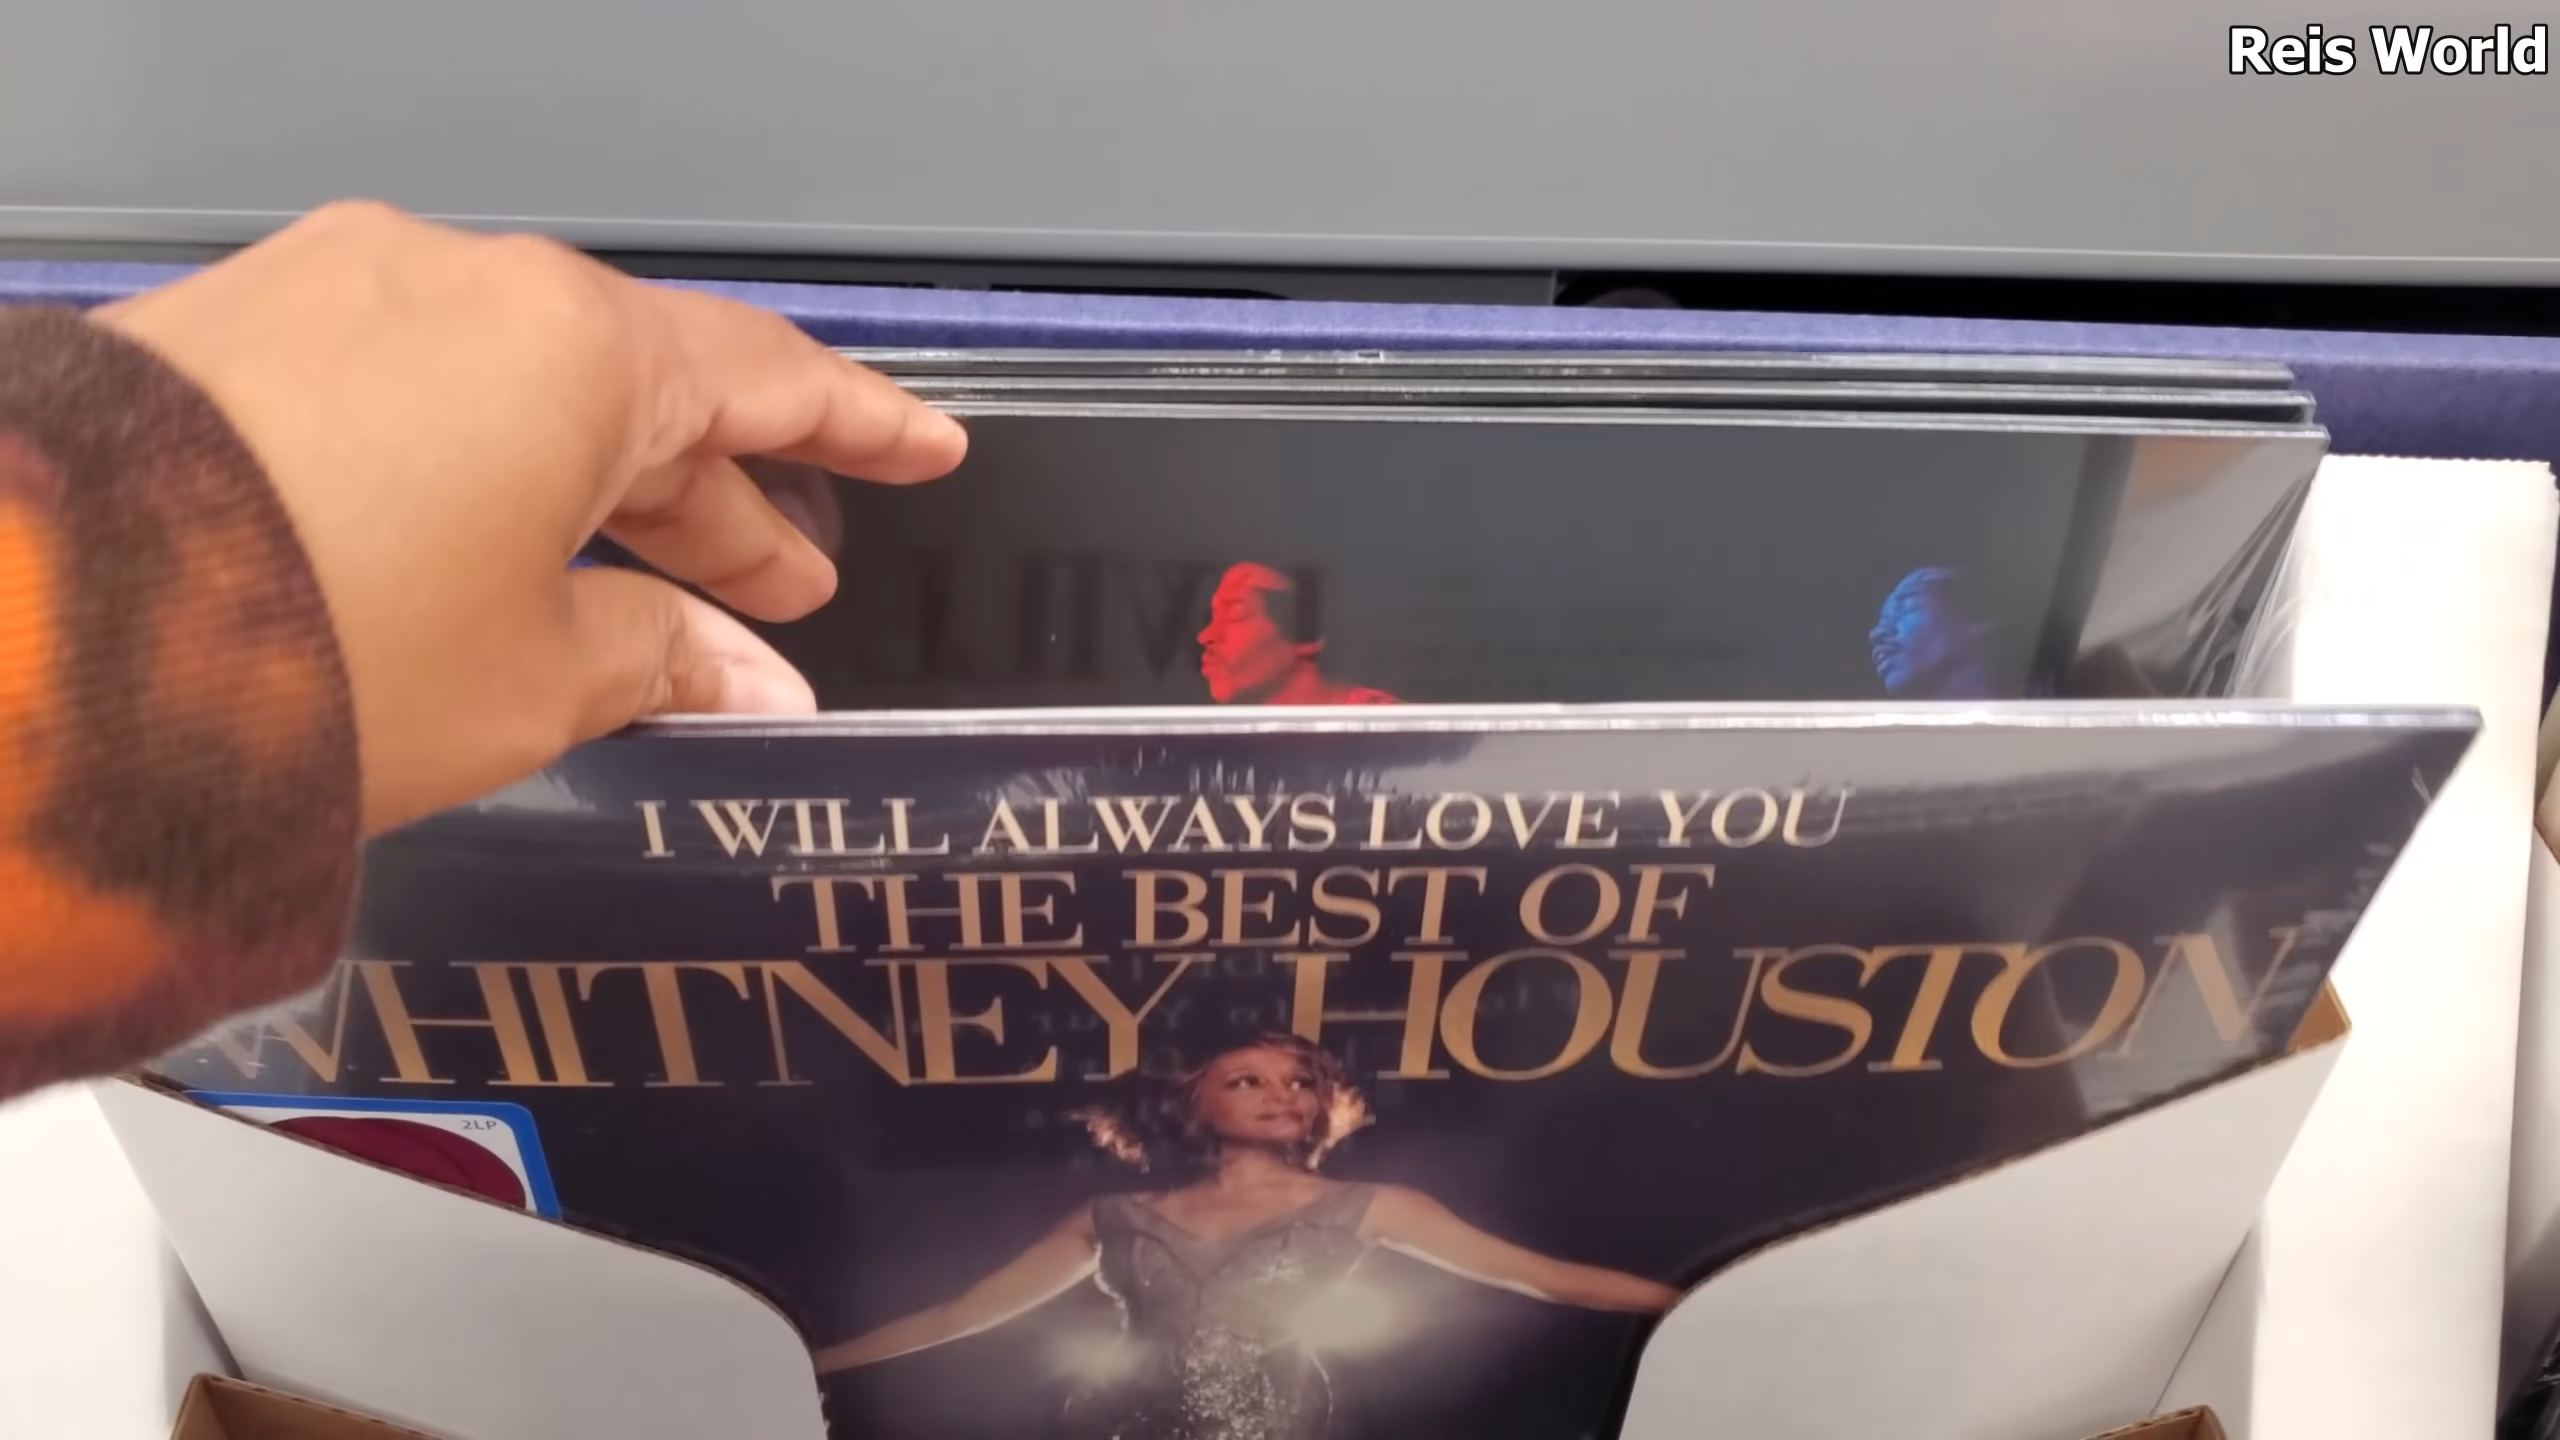 Reis World
I WILL ALWAYS LOVE YOU
THE BEST OF
WHITNEY HOUSTON
2LP